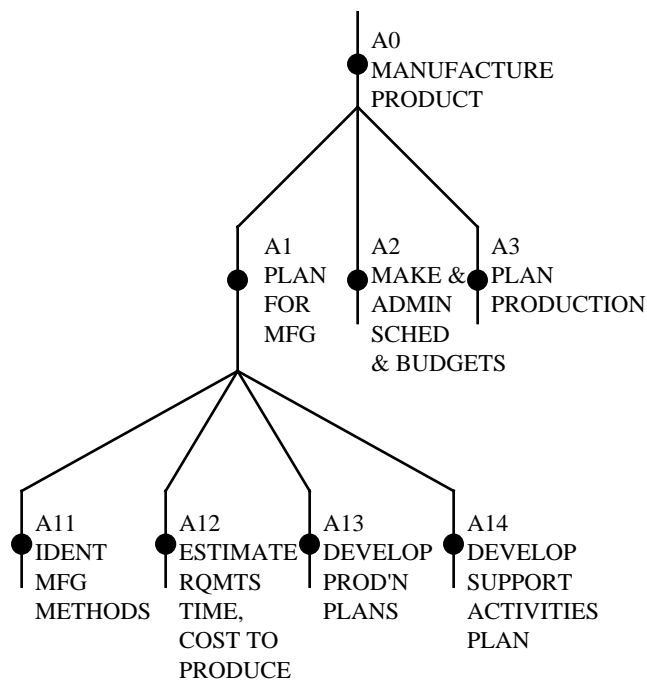 A0
MANUFACTURE
PRODUCT
A1
PLAN
FOR
MFG
A2
MAKE &
ADMIN
SCHED
& BUDGETS
A3
PLAN
PRODUCTION
A11
IDENT
MFG
METHODS
A12
ESTIMATE
RQMTS
TIME,
COST TO
PRODUCE
A13
DEVELOP
PROD'N
PLANS
A14
DEVELOP
SUPPORT
ACTIVITIES
PLAN